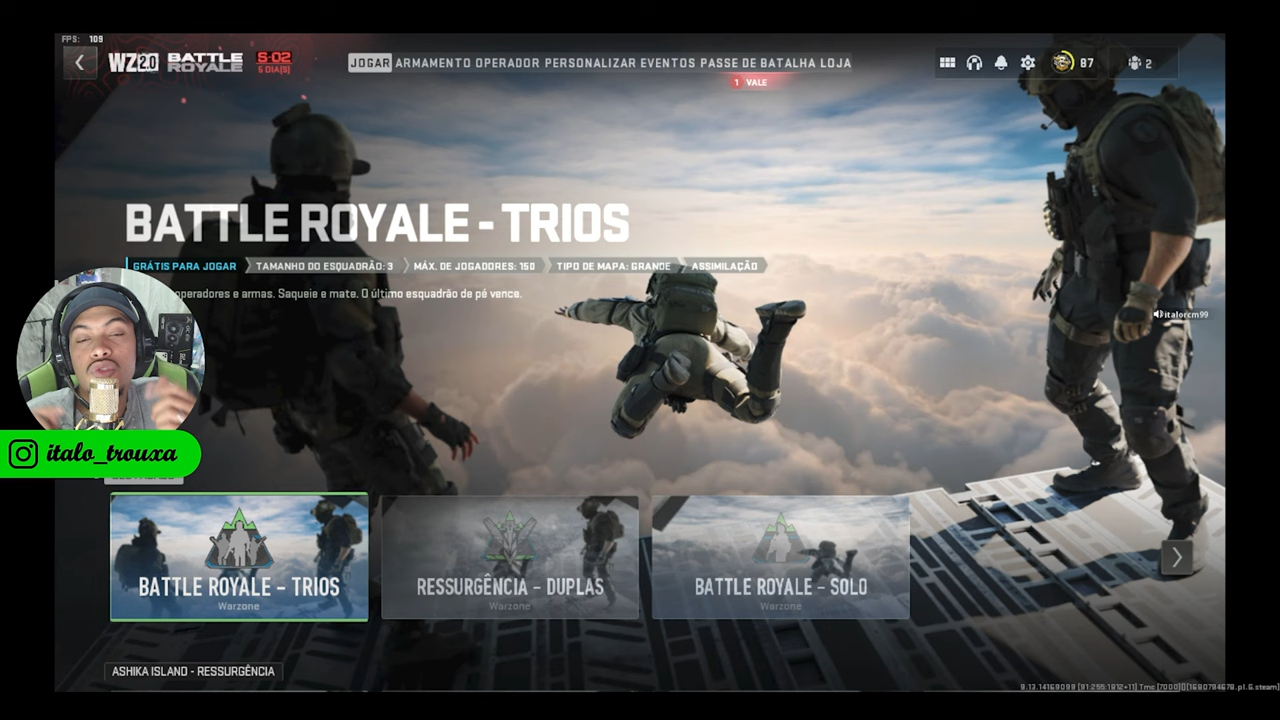 FPS: 109
WZ2.0 BATTLE ROYALE S-02
5 DIA(S)
JOGAR ARMAMENTO OPERADOR PERSONALIZAR EVENTOS PASSE DE BATALHA LOJA
1 VALE
87
2
BATTLE ROYALE - TRIOS
GRÁTIS PARA JOGAR TAMANHO DO ESQUADRÃO: 3 MÁX. DE JOGADORES: 150 TIPO DE MAPA: GRANDE ASSIMILAÇÃO
operadores e armas. Saqueie e mate. O último esquadrão de pé vence.
italorcm99
italo_trouxa
BATTLE ROYALE - TRIOS
Warzone
RESSURGÊNCIA - DUPLAS
Warzone
BATTLE ROYALE - SOLO
Warzone
ASHIKA ISLAND - RESSURGÊNCIA